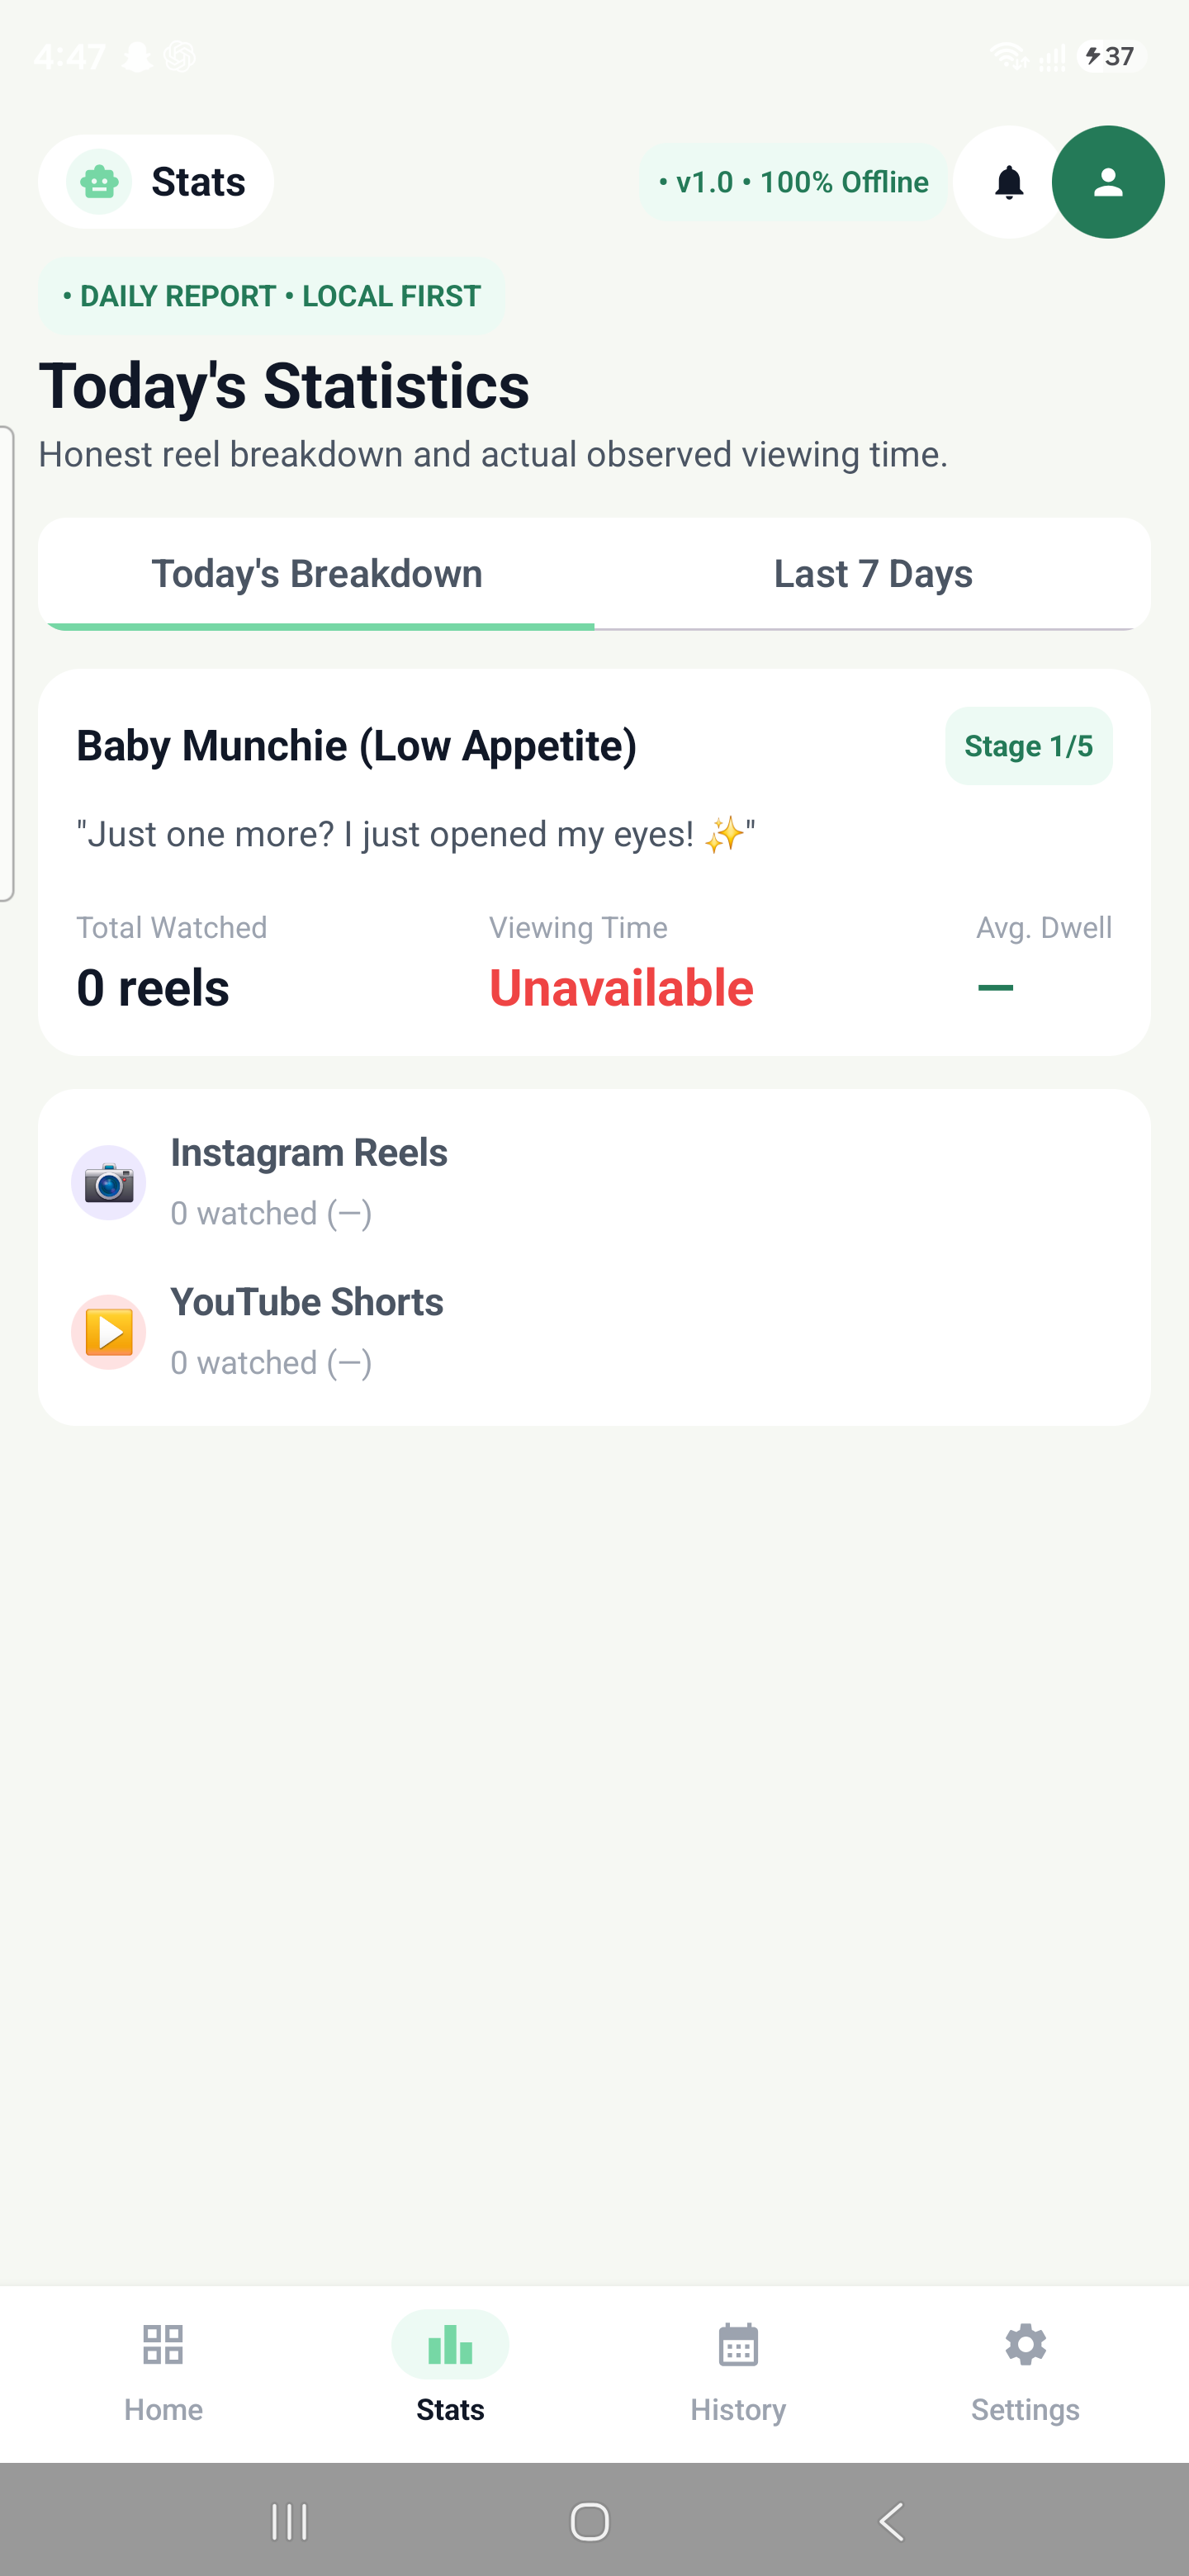 4:47
37
Stats
• v1.0 • 100% Offline
• DAILY REPORT • LOCAL FIRST
Today's Statistics
Honest reel breakdown and actual observed viewing time.
Today's Breakdown
Last 7 Days
Baby Munchie (Low Appetite)
Stage 1/5
"Just one more? I just opened my eyes! ✨"
Total Watched
Viewing Time
Avg. Dwell
0 reels
Unavailable
—
Instagram Reels
0 watched (—)
YouTube Shorts
0 watched (—)
Home
Stats
History
Settings